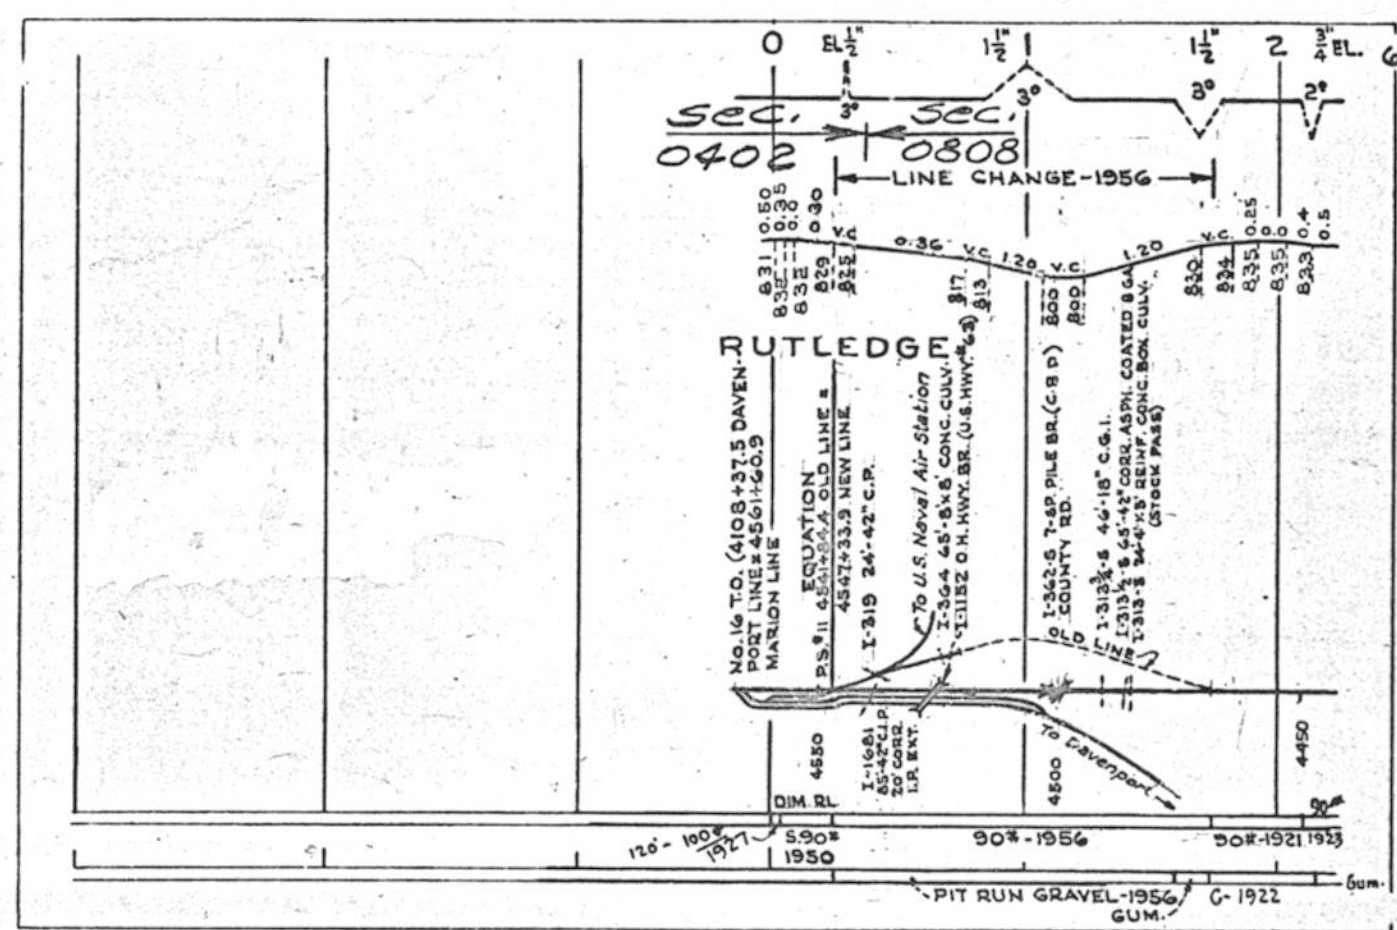 0 EL 1/2" 1 1/2" 1 1 1/2" 2 3/4" EL. 6
3° 3° 3° 2°
Sec. Sec.
0402 0808
LINE CHANGE-1956
0.50 0.35 0.0 0.30 V.C. 0.36 V.C. 1.20 V.C. 1.20 V.C. 0.25 0.0 0.4 0.5
831 832 832 829 825 817 813 800 800 830 834 835 835 833
RUTLEDGE
No.16 T.O. (4108+37.5 DAVEN-
PORT LINE = 4561+60.9
MARION LINE
EQUATION
P.S.#11 4541+84.4 OLD LINE =
4547+33.9 NEW LINE
I-319 24'-42" C.P.
To U.S. Naval Air Station
I-364 65'-8'x8' CONC. CULV.
I-1152 O.H. HWY. BR. (U.S. HWY.#63)
I-362-S 7-SP. PILE BR. (C.B.D)
COUNTY RD.
I-313 3/4-S 46'-18" C.G.I.
I-313 1/2-S 65'-42" CORR. ASPH. COATED 8 GA.
I-313-S 24'-4'x5' REINF. CONC. BOX CULV.
(STOCK PASS)
OLD LINE
4550
I-1681
85'-42" C.I.P.
20' CORR.
I.P. EXT.
4500
To Davenport
4450
DIM. RL. 90#
120'- 100# 1927 S.90# 90#-1956 90#-1921 1923
1950
PIT RUN GRAVEL-1956 G-1922 Gum.
GUM.